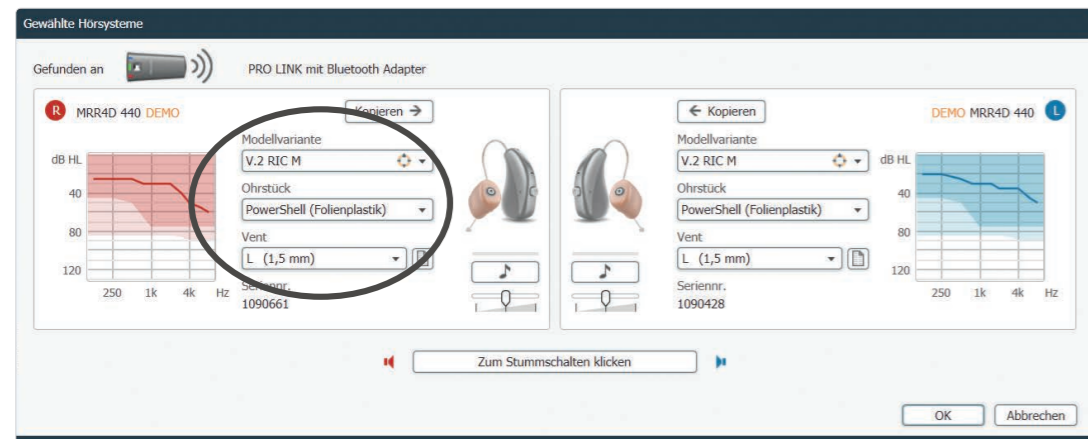 Gewählte Hörsysteme
Gefunden an
PRO LINK mit Bluetooth Adapter
R MRR4D 440 DEMO
Kopieren →
Modellvariante
V.2 RIC M
Ohrstück
PowerShell (Folienplastik)
Vent
L (1,5 mm)
Seriennr.
1090661
dB HL
40
80
120
250 1k 4k Hz
← Kopieren
DEMO MRR4D 440 L
Modellvariante
V.2 RIC M
Ohrstück
PowerShell (Folienplastik)
Vent
L (1,5 mm)
Seriennr.
1090428
dB HL
40
80
120
250 1k 4k Hz
Zum Stummschalten klicken
OK Abbrechen